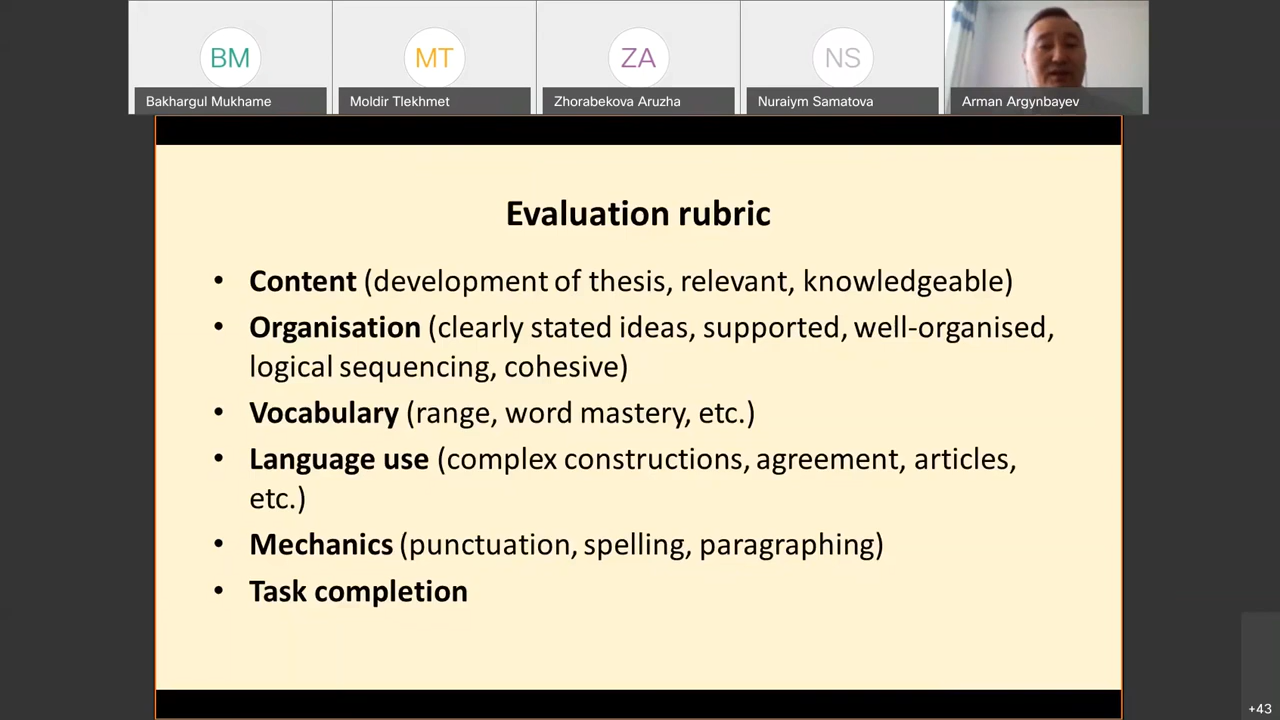 BM
MT
ZA
NS
Bakhargul Mukhame
Moldir Tlekhmet
Zhorabekova Aruzha
Nuraiym Samatova
Arman Argynbayev
Evaluation rubric
• Content (development of thesis, relevant, knowledgeable)
• Organisation (clearly stated ideas, supported, well-organised,
logical sequencing, cohesive)
• Vocabulary (range, word mastery, etc.)
• Language use (complex constructions, agreement, articles,
etc.)
• Mechanics (punctuation, spelling, paragraphing)
• Task completion
+43